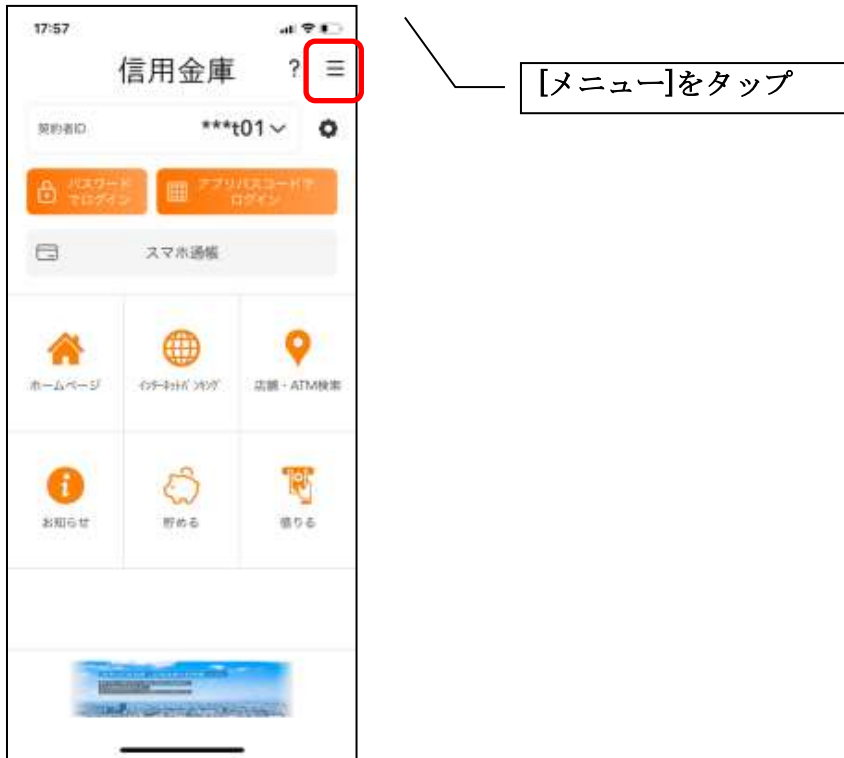 17:57
信用金庫 ? ☰
[メニュー]をタップ
契約者ID ***t01
パスワード
でログイン
アプリパスコードで
ログイン
スマホ通帳
ホームページ
インターネットバンキング
店舗・ATM検索
お知らせ
貯める
借りる